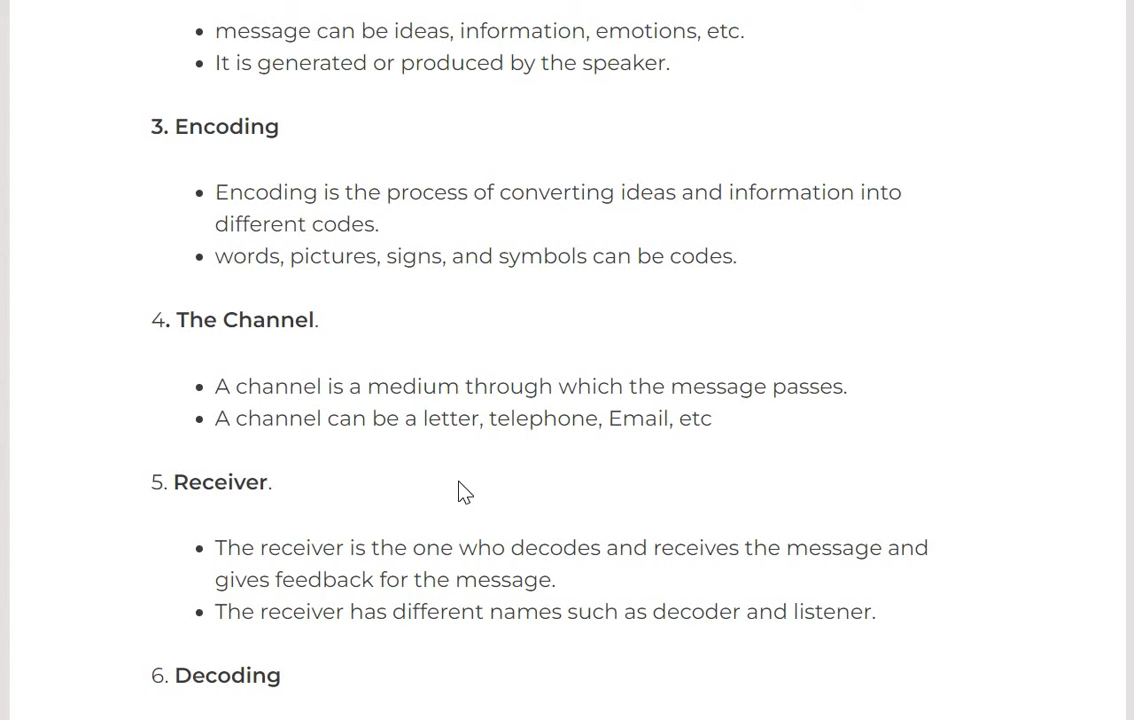 • message can be ideas, information, emotions, etc.
• It is generated or produced by the speaker.
3. Encoding
• Encoding is the process of converting ideas and information into
different codes.
• words, pictures, signs, and symbols can be codes.
4. The Channel.
• A channel is a medium through which the message passes.
• A channel can be a letter, telephone, Email, etc
5. Receiver.
• The receiver is the one who decodes and receives the message and
gives feedback for the message.
• The receiver has different names such as decoder and listener.
6. Decoding